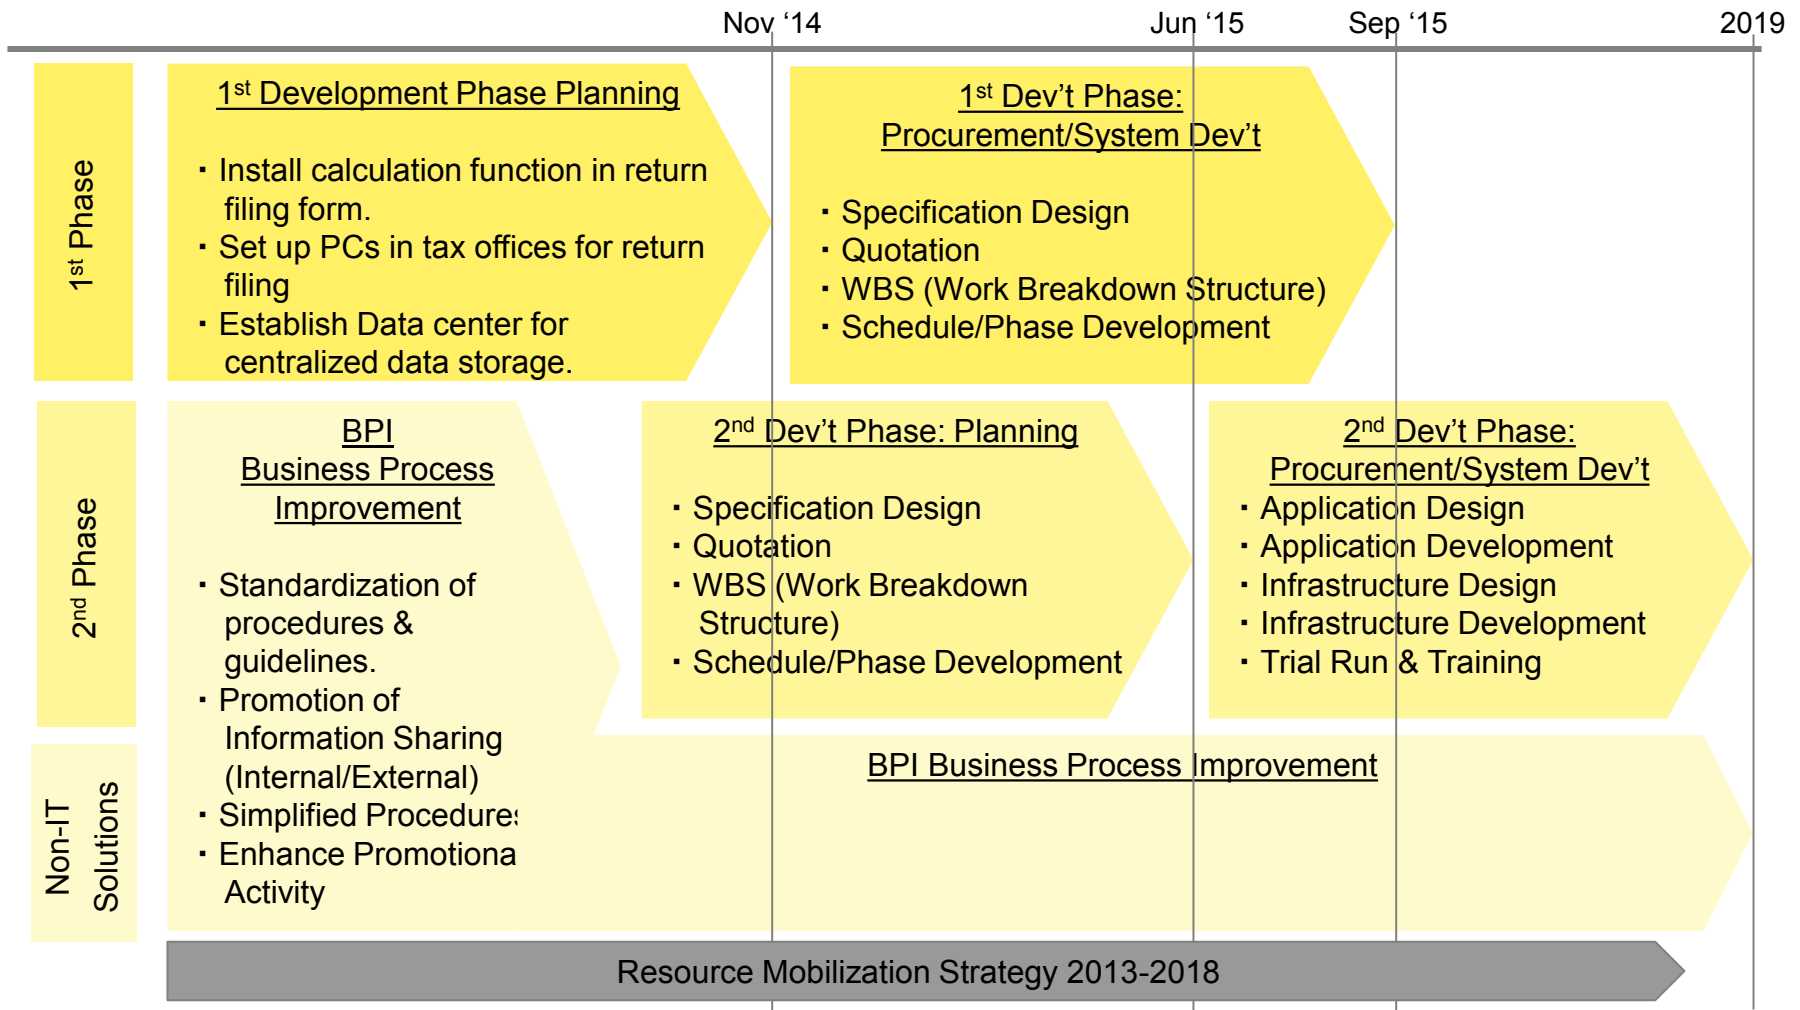 Nov ‘14
Jun ‘15
Sep ‘15
2019
1st Phase
1st Development Phase Planning
・Install calculation function in return
filing form.
・Set up PCs in tax offices for return
filing
・Establish Data center for
centralized data storage.
1st Dev’t Phase:
Procurement/System Dev’t
・Specification Design
・Quotation
・WBS (Work Breakdown Structure)
・Schedule/Phase Development
2nd Phase
BPI
Business Process
Improvement
・Standardization of
procedures &
guidelines.
・Promotion of
Information Sharing
(Internal/External)
・Simplified Procedures
・Enhance Promotiona
Activity
2nd Dev’t Phase: Planning
・Specification Design
・Quotation
・WBS (Work Breakdown
Structure)
・Schedule/Phase Development
2nd Dev’t Phase:
Procurement/System Dev’t
・Application Design
・Application Development
・Infrastructure Design
・Infrastructure Development
・Trial Run & Training
Non-IT
Solutions
BPI Business Process Improvement
Resource Mobilization Strategy 2013-2018